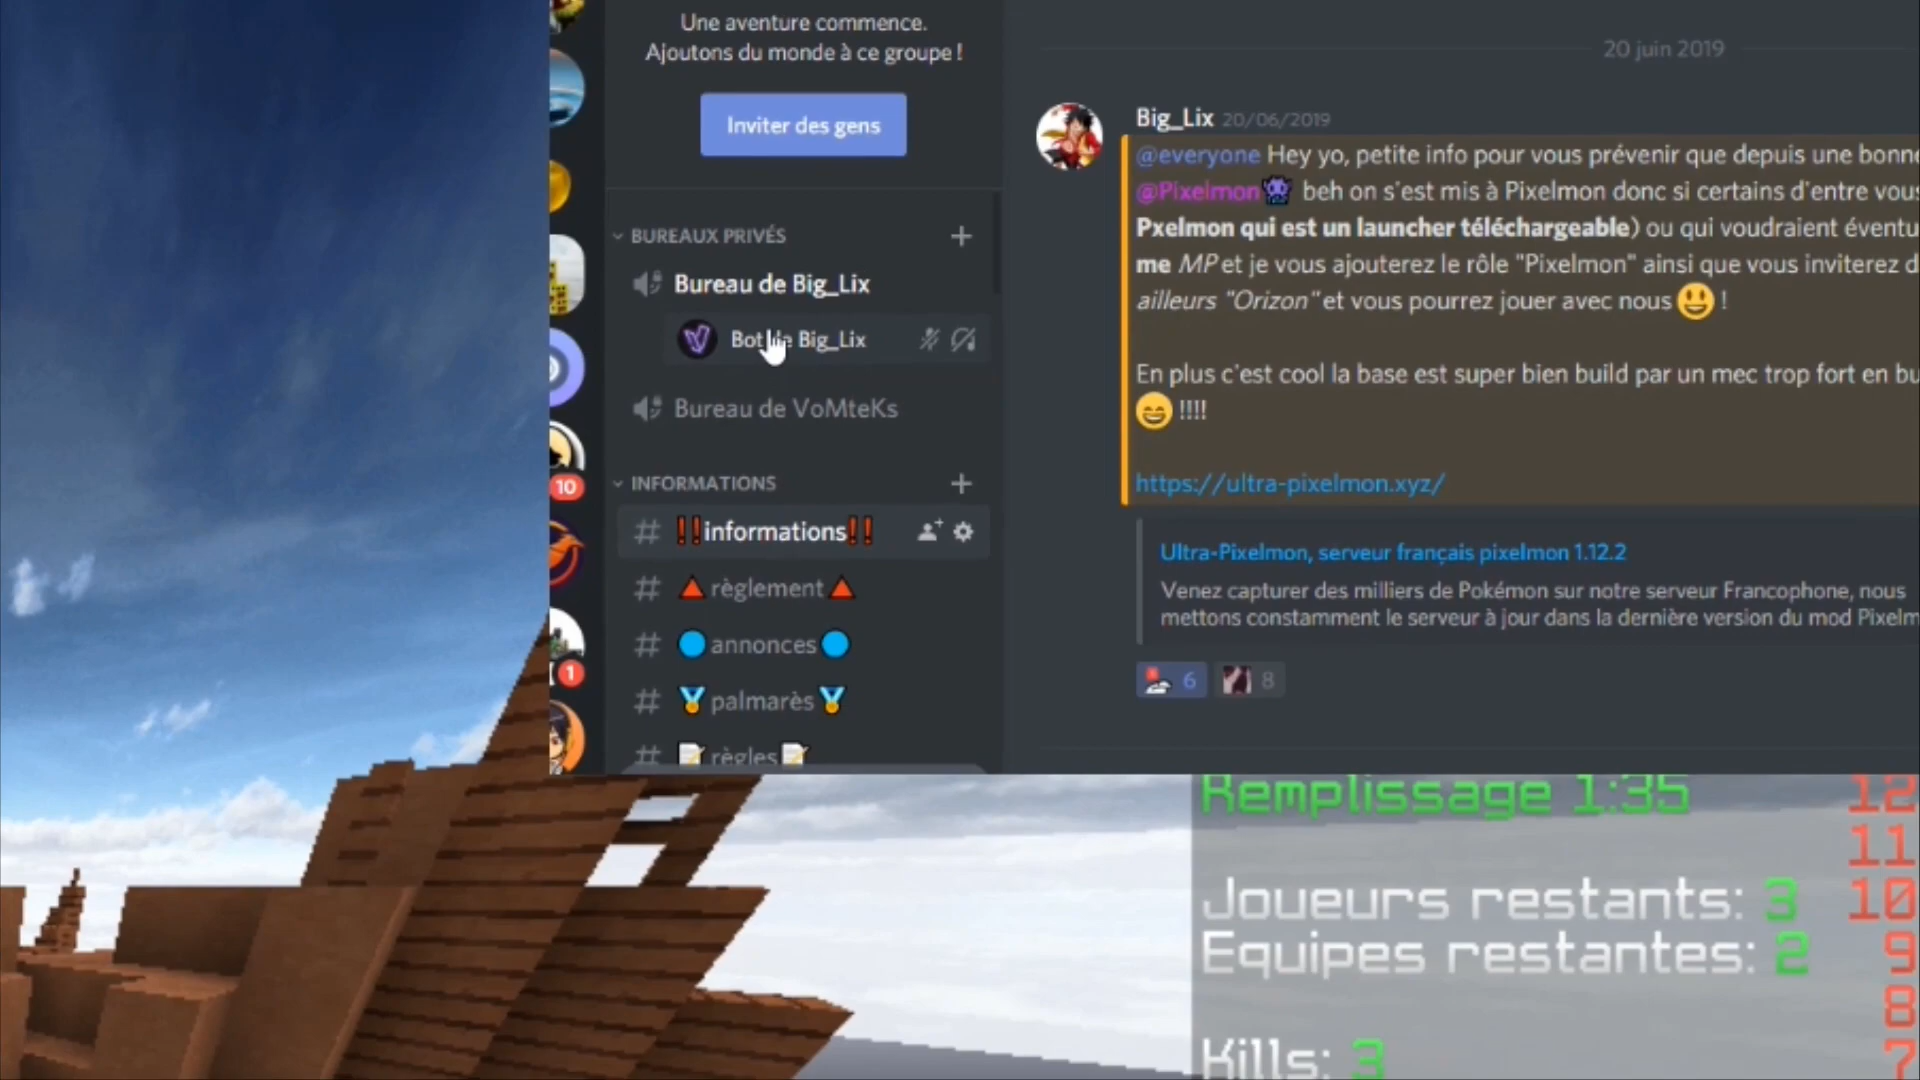 Une aventure commence.
Ajoutons du monde à ce groupe !
Inviter des gens
BUREAUX PRIVÉS
Bureau de Big_Lix
Bot de Big_Lix
Bureau de VoMteKs
10
INFORMATIONS
‼informations‼
règlement
annonces
1
palmarès
règles
20 juin 2019
Big_Lix 20/06/2019
@everyone Hey yo, petite info pour vous prévenir que depuis une bonne
@Pixelmon beh on s'est mis à Pixelmon donc si certains d'entre vous
Pxelmon qui est un launcher téléchargeable) ou qui voudraient éventu
me MP et je vous ajouterez le rôle "Pixelmon" ainsi que vous inviterez d
ailleurs "Orizon" et vous pourrez jouer avec nous !
En plus c'est cool la base est super bien build par un mec trop fort en bu
!!!!
https://ultra-pixelmon.xyz/
Ultra-Pixelmon, serveur français pixelmon 1.12.2
Venez capturer des milliers de Pokémon sur notre serveur Francophone, nous
mettons constamment le serveur à jour dans la dernière version du mod Pixelm
6 8
Remplissage 1:35 12
11
Joueurs restants: 3 10
Equipes restantes: 2 9
8
Kills: 3 7